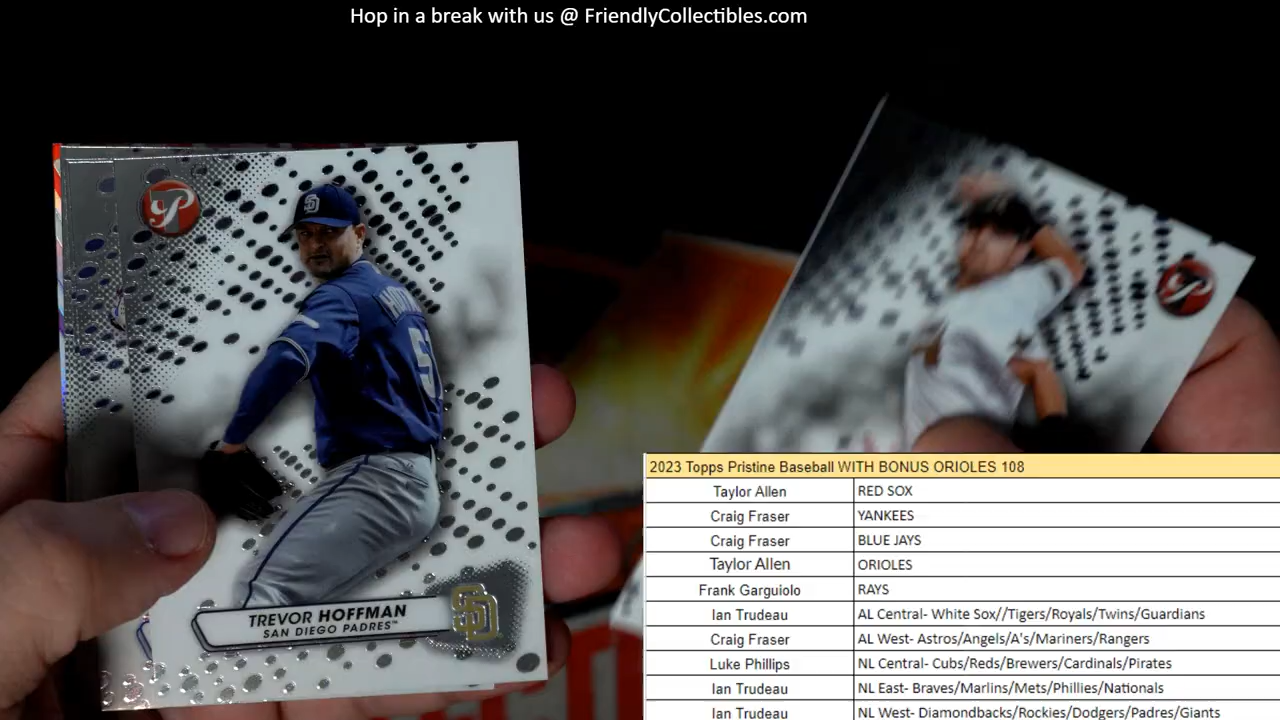 Hop in a break with us @ FriendlyCollectibles.com
P
SD
51
TREVOR HOFFMAN
SAN DIEGO PADRES™
SD
P
2023 Topps Pristine Baseball WITH BONUS ORIOLES 108
Taylor Allen RED SOX
Craig Fraser YANKEES
Craig Fraser BLUE JAYS
Taylor Allen ORIOLES
Frank Garguiolo RAYS
Ian Trudeau AL Central- White Sox//Tigers/Royals/Twins/Guardians
Craig Fraser AL West- Astros/Angels/A's/Mariners/Rangers
Luke Phillips NL Central- Cubs/Reds/Brewers/Cardinals/Pirates
Ian Trudeau NL East- Braves/Marlins/Mets/Phillies/Nationals
Ian Trudeau NL West- Diamondbacks/Rockies/Dodgers/Padres/Giants